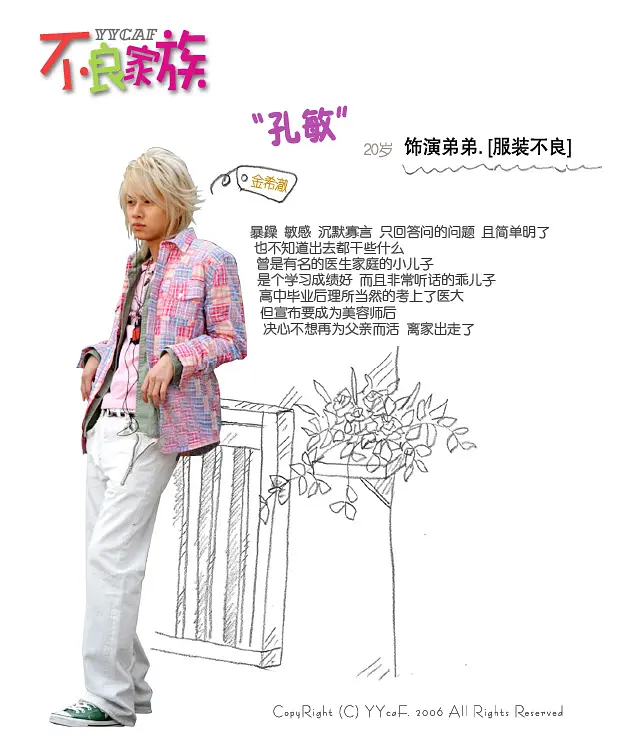 YYCAF
不良家族
"孔敏"
20岁 饰演弟弟.[服装不良]
金希澈
暴躁 敏感 沉默寡言 只回答问的问题 且简单明了
也不知道出去都干些什么
曾是有名的医生家庭的小儿子
是个学习成绩好 而且非常听话的乖儿子
高中毕业后理所当然的考上了医大
但宣布要成为美容师后
决心不想再为父亲而活 离家出走了
CopyRight (C) YYcaF. 2006 All Rights Reserved